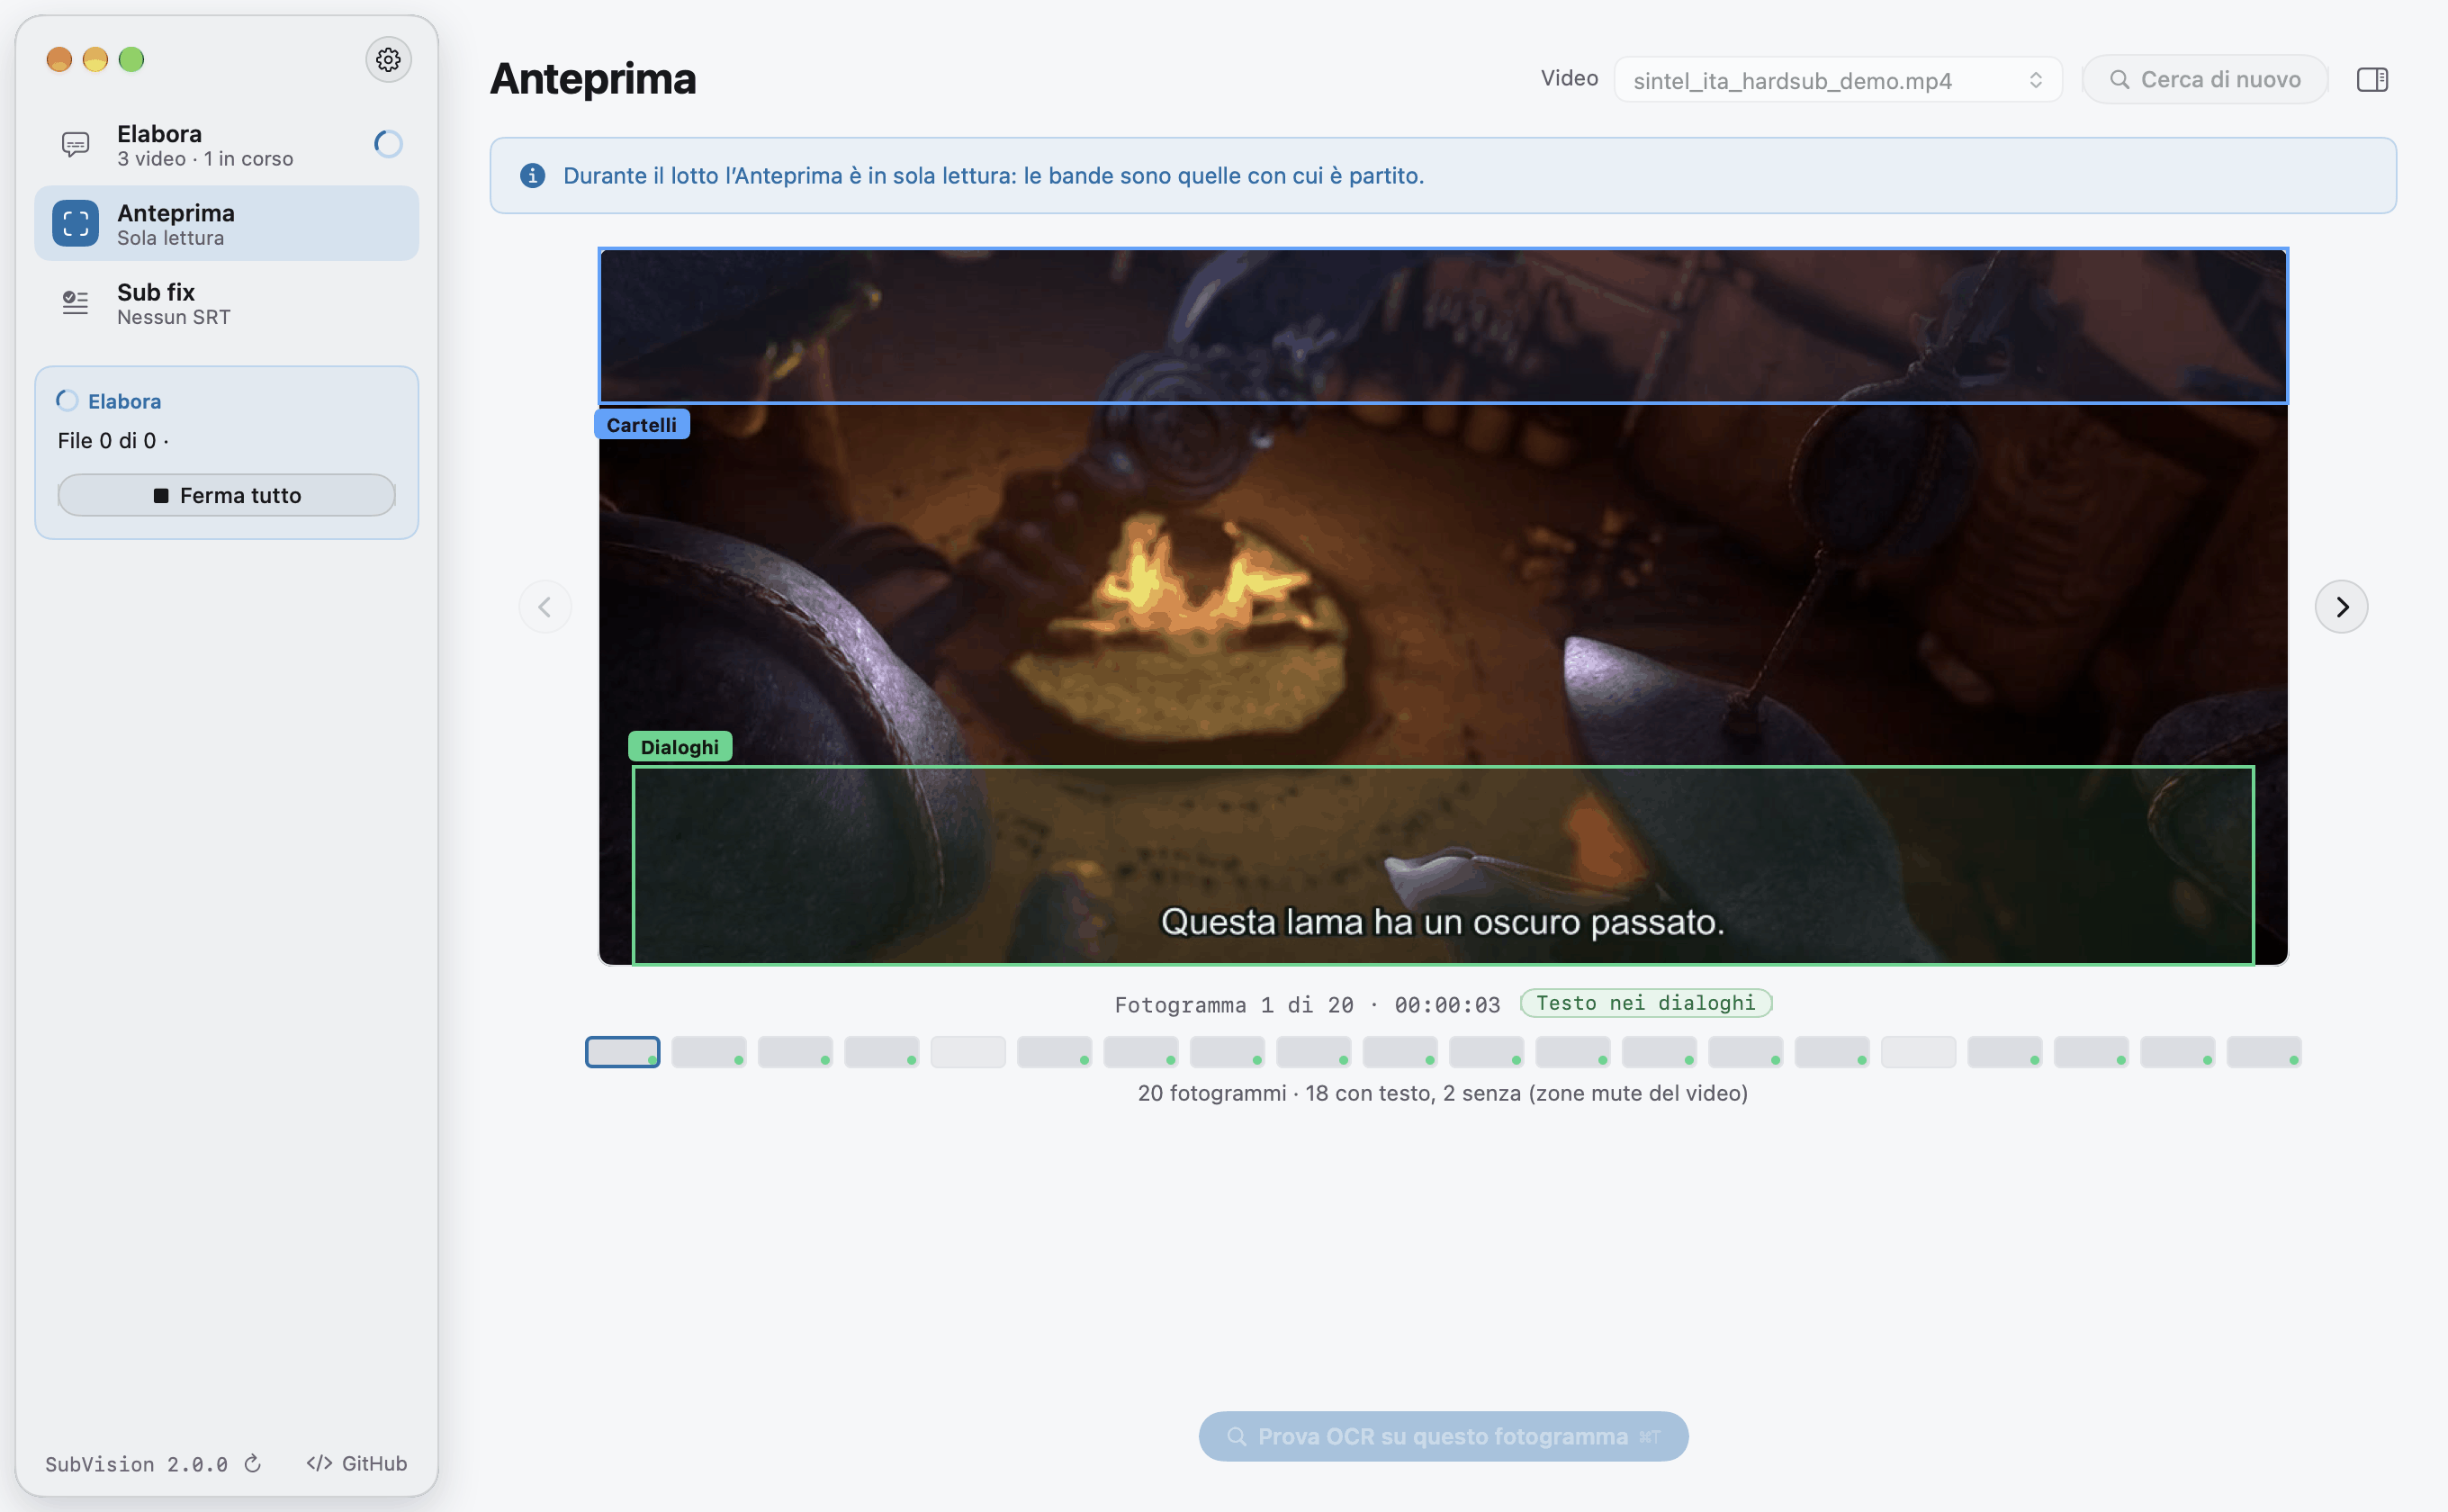 Elabora
3 video · 1 in corso
Anteprima
Sola lettura
Sub fix
Nessun SRT
Elabora
File 0 di 0 ·
Ferma tutto
SubVision 2.0.0
</> GitHub
Anteprima
Video
sintel_ita_hardsub_demo.mp4
Cerca di nuovo
Durante il lotto l’Anteprima è in sola lettura: le bande sono quelle con cui è partito.
Cartelli
Dialoghi
Questa lama ha un oscuro passato.
Fotogramma 1 di 20 · 00:00:03
Testo nei dialoghi
20 fotogrammi · 18 con testo, 2 senza (zone mute del video)
Prova OCR su questo fotogramma ⌘T